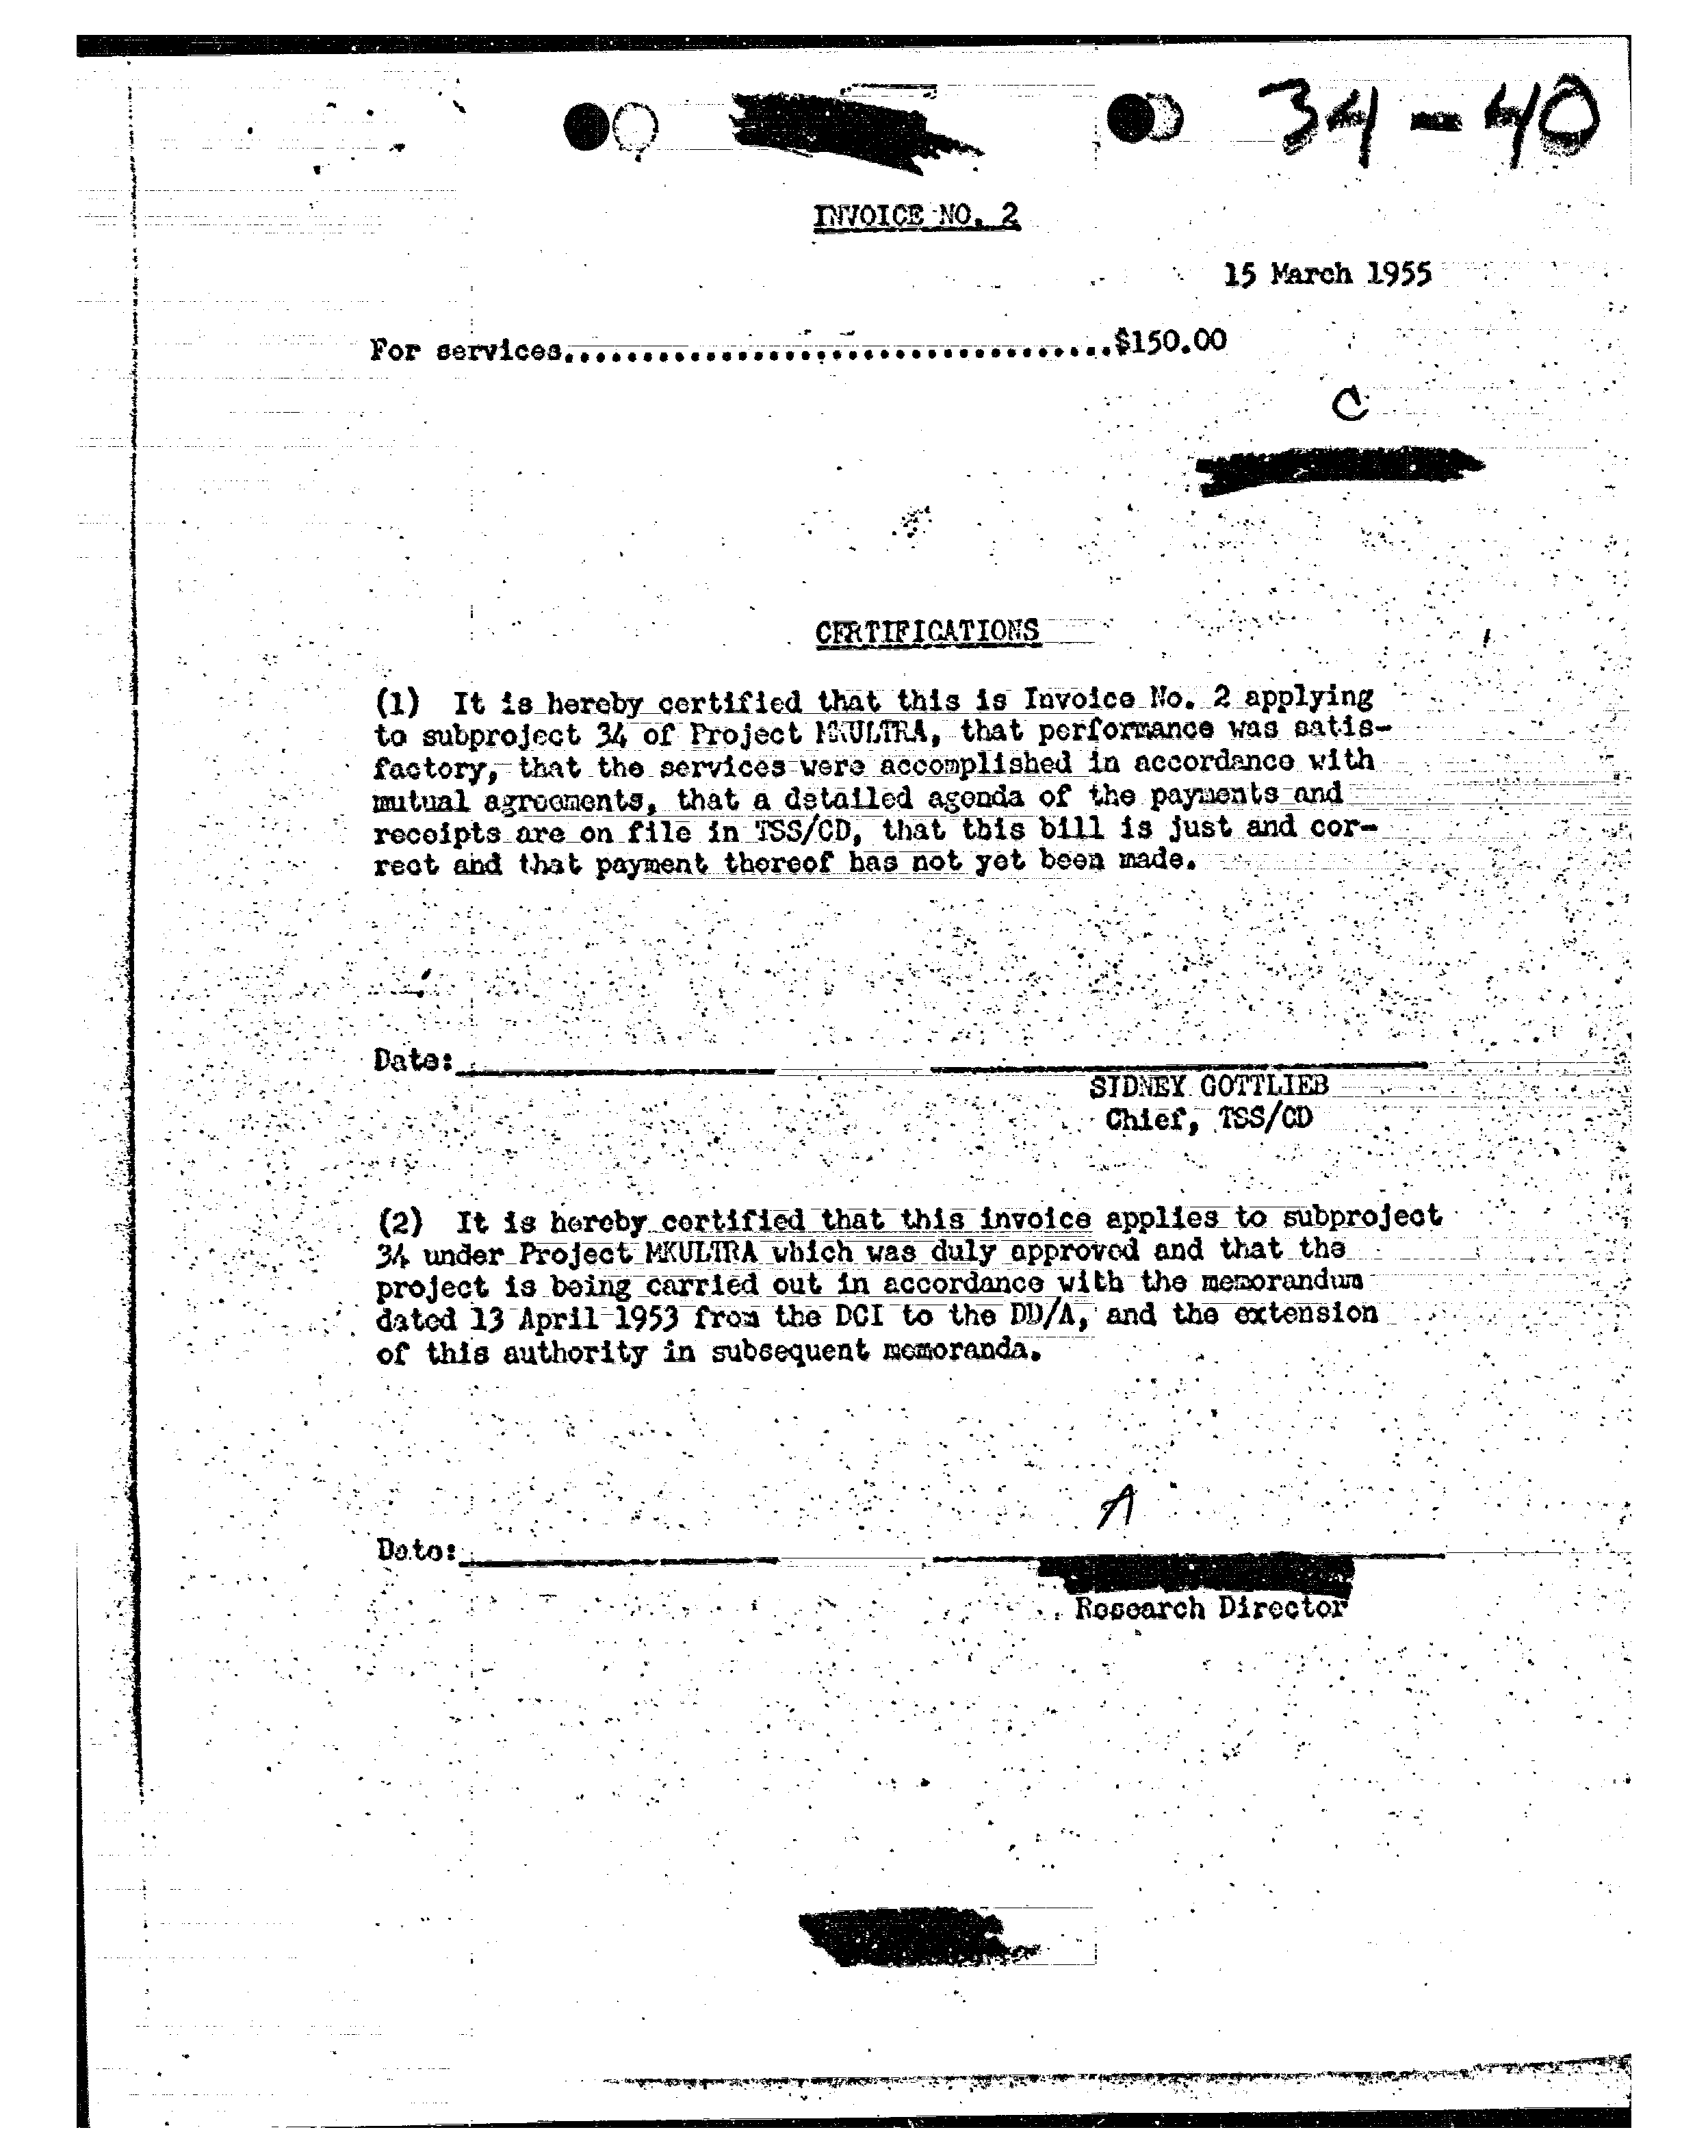 34-40
INVOICE NO. 2
15 March 1955
For services...................................$150.00
C
CERTIFICATIONS
(1) It is hereby certified that this is Invoice No. 2 applying
to subproject 34 of Project MKULTRA, that performance was satis-
factory, that the services were accomplished in accordance with
mutual agreements, that a detailed agenda of the payments and
receipts are on file in TSS/CD, that this bill is just and cor-
rect and that payment thereof has not yet been made.
Date:
SIDNEY GOTTLIEB
Chief, TSS/CD
(2) It is hereby certified that this invoice applies to subproject
34 under Project MKULTRA which was duly approved and that the
project is being carried out in accordance with the memorandum
dated 13 April 1953 from the DCI to the DD/A, and the extension
of this authority in subsequent memoranda.
A
Date:
Research Director